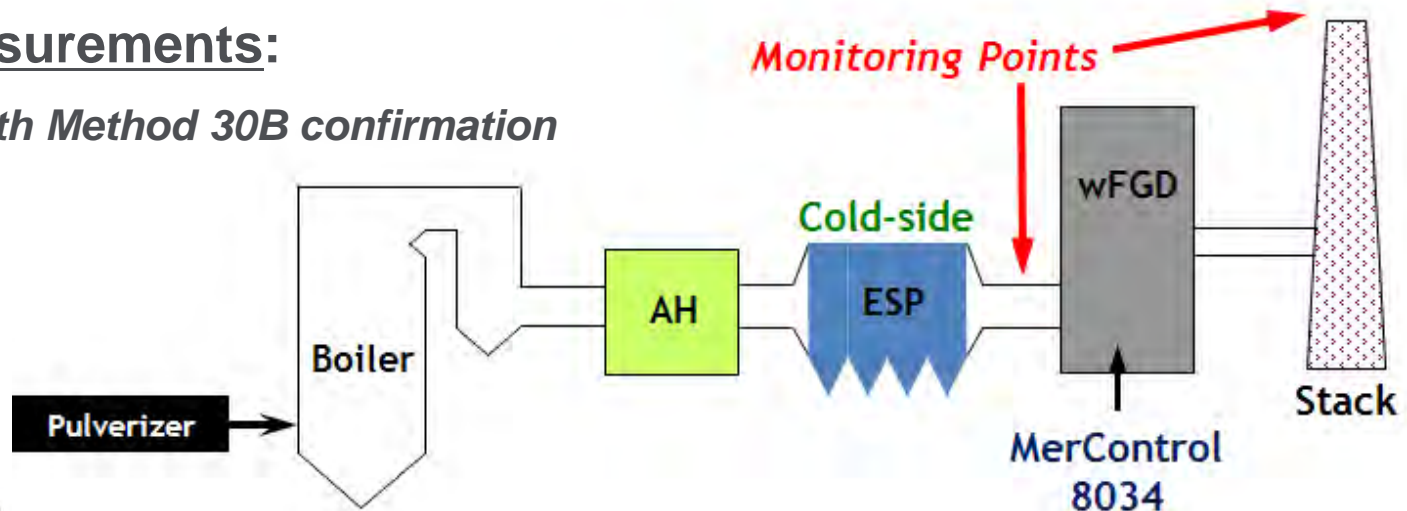 surements:
th Method 30B confirmation
Monitoring Points
wFGD
Cold-side
AH
ESP
Boiler
Pulverizer
Stack
MerControl
8034